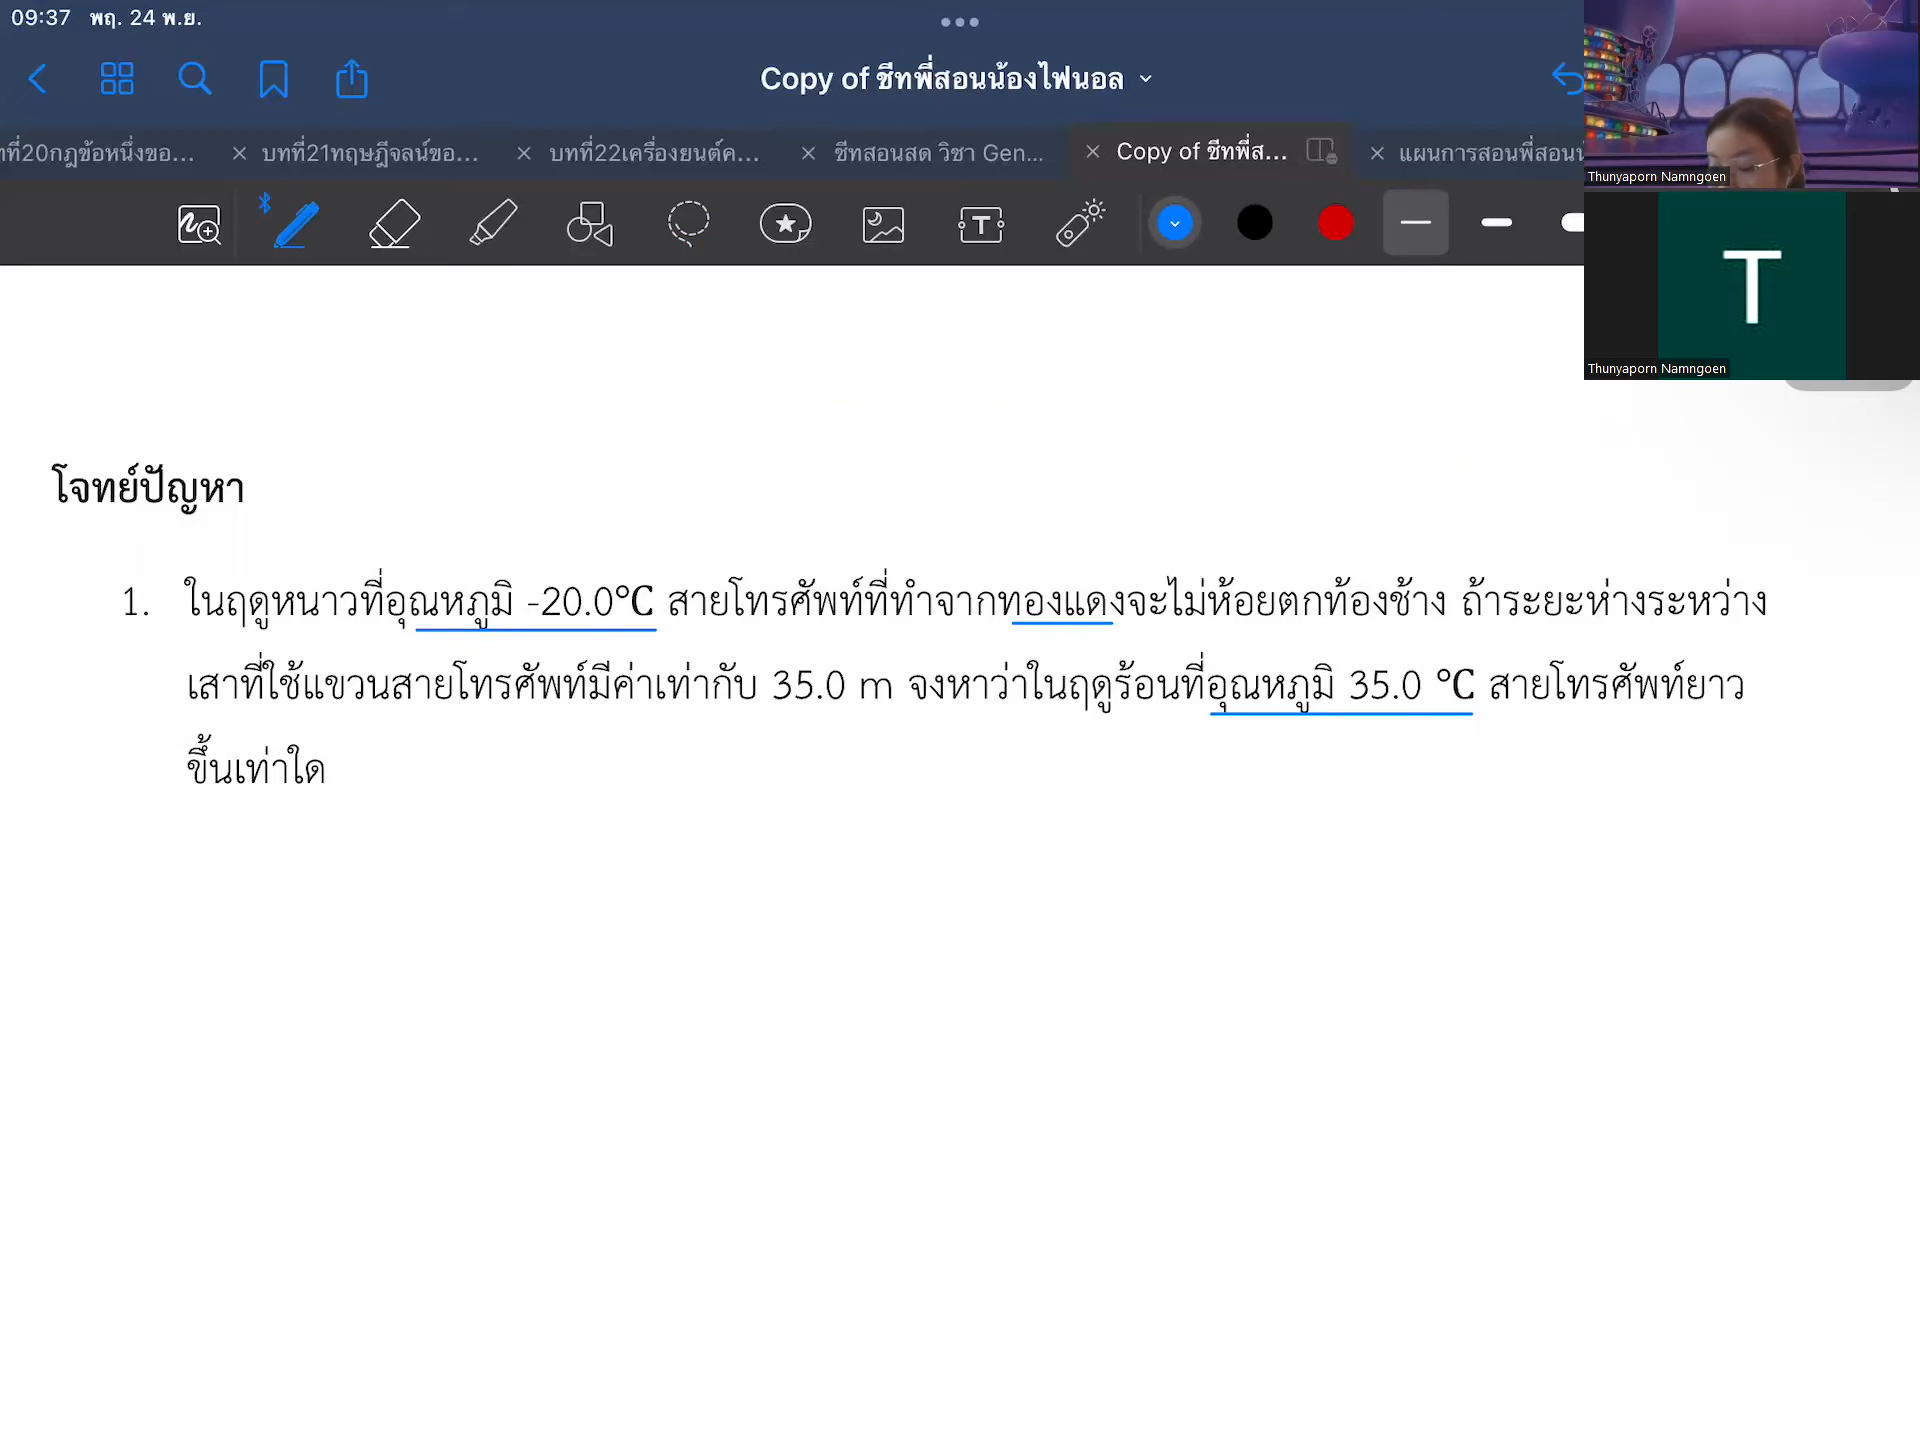 09:37 พฤ. 24 พ.ย.
Copy of ชีทพี่สอนน้องไฟนอล
ที่20กฎข้อหนึ่งขอ... บทที่21ทฤษฎีจลน์ขอ... บทที่22เครื่องยนต์ค... ชีทสอนสด วิชา Gen... Copy of ชีทพี่ส... แผนการสอนพี่สอน
Thunyaporn Namngoen
T
Thunyaporn Namngoen
โจทย์ปัญหา
1. ในฤดูหนาวที่อุณหภูมิ -20.0°C สายโทรศัพท์ที่ทำจากทองแดงจะไม่ห้อยตกท้องช้าง ถ้าระยะห่างระหว่าง
เสาที่ใช้แขวนสายโทรศัพท์มีค่าเท่ากับ 35.0 m จงหาว่าในฤดูร้อนที่อุณหภูมิ 35.0 °C สายโทรศัพท์ยาว
ขึ้นเท่าใด